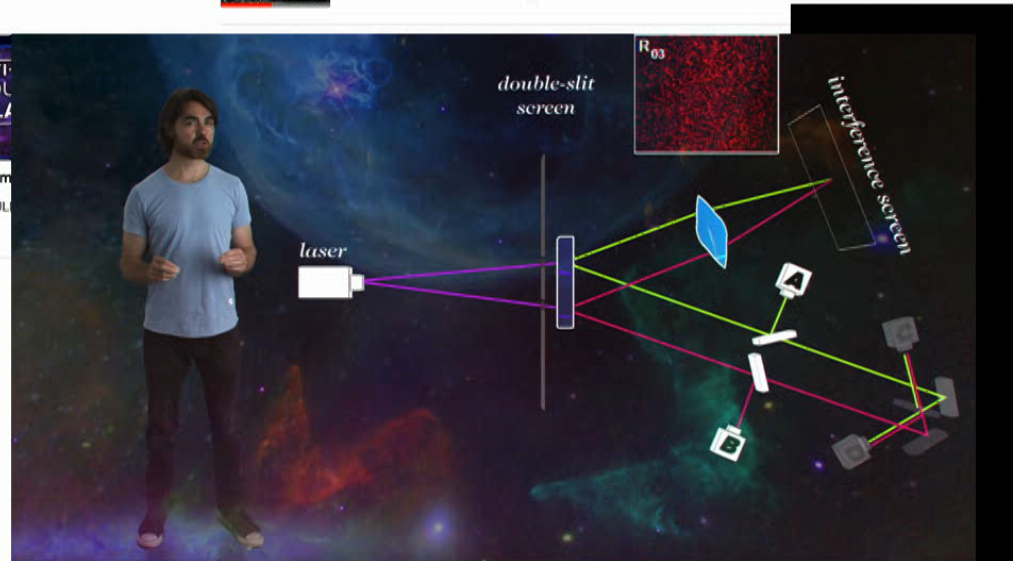 R03
double-slit
screen
interference screen
laser
A
C
B
D